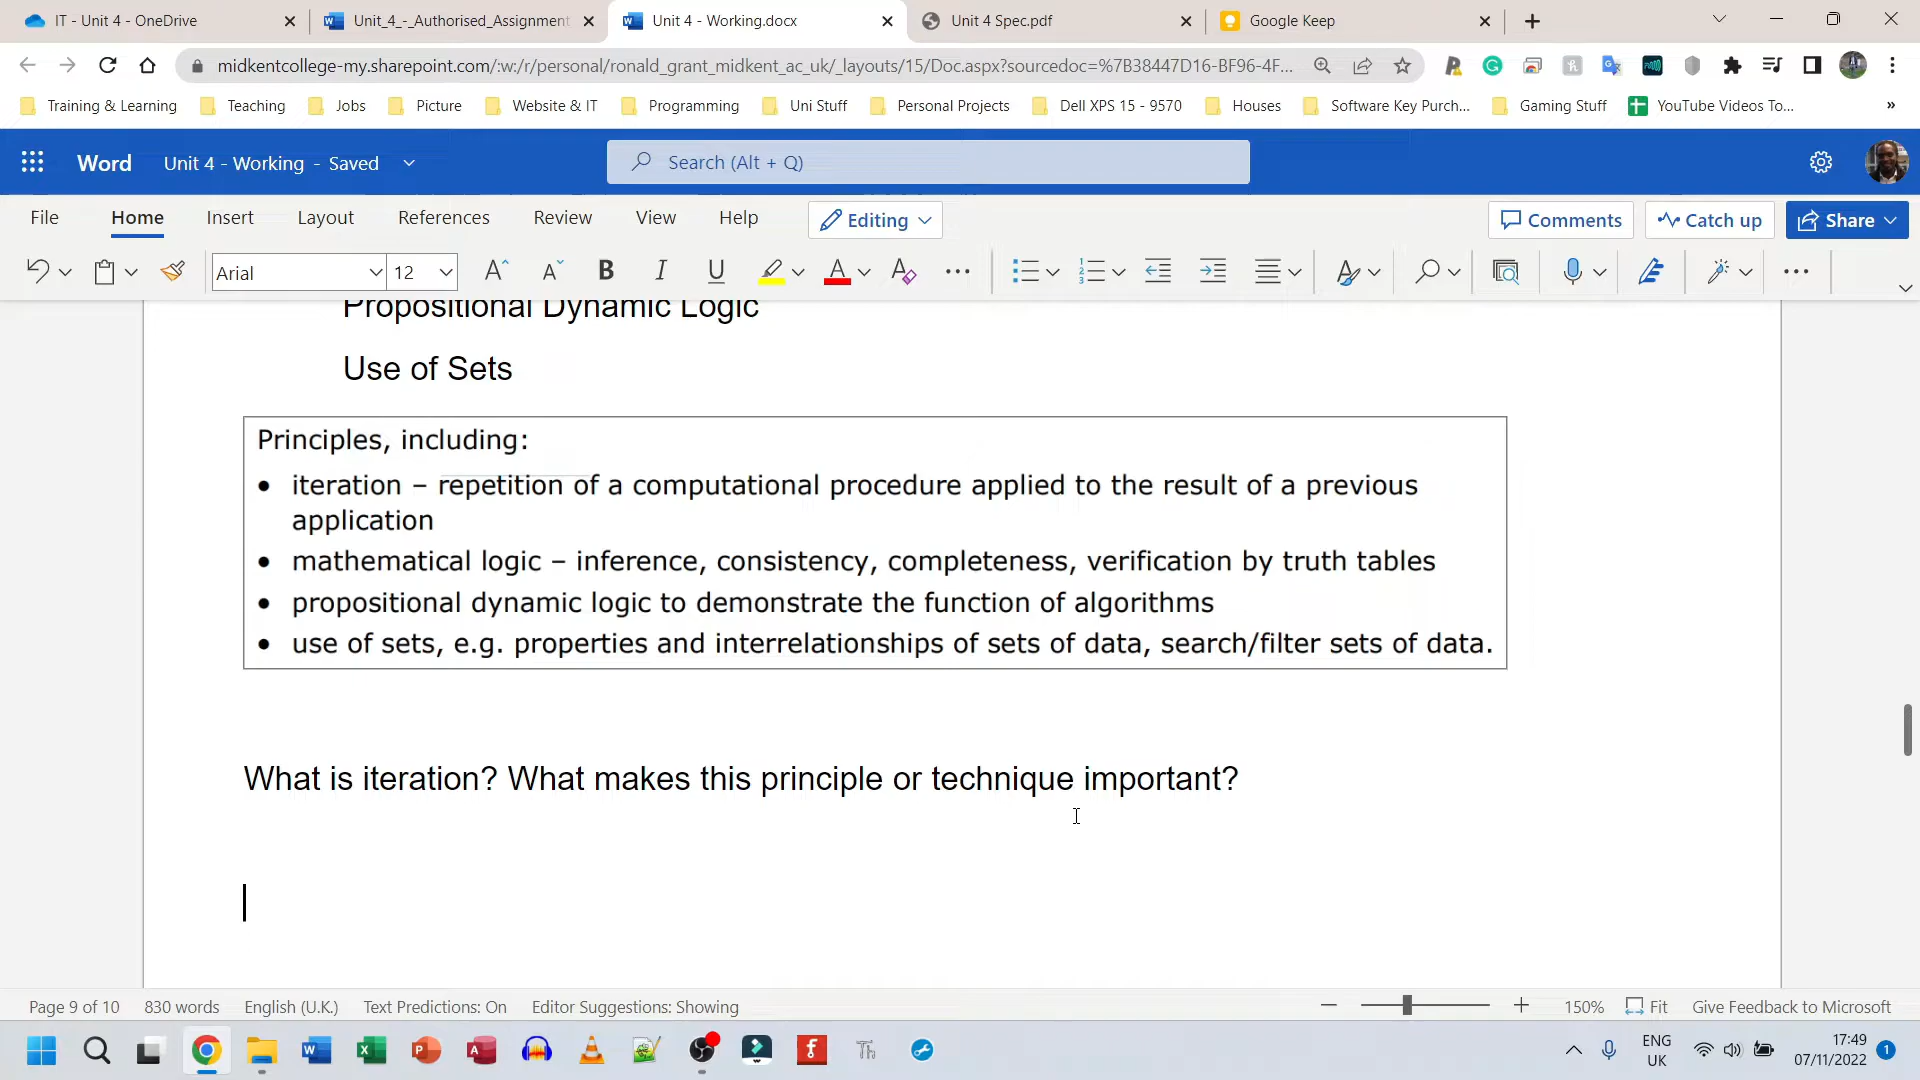 IT - Unit 4 - OneDrive
Unit_4_-_Authorised_Assignment
Unit 4 - Working.docx
Unit 4 Spec.pdf
Google Keep
midkentcollege-my.sharepoint.com/:w:/r/personal/ronald_grant_midkent_ac_uk/_layouts/15/Doc.aspx?sourcedoc=%7B38447D16-BF96-4F...
Training & Learning
Teaching
Jobs
Picture
Website & IT
Programming
Uni Stuff
Personal Projects
Dell XPS 15 - 9570
Houses
Software Key Purch...
Gaming Stuff
YouTube Videos To...
»
Word
Unit 4 - Working - Saved
Search (Alt + Q)
File
Home
Insert
Layout
References
Review
View
Help
Editing
Comments
Catch up
Share
Arial
12
Propositional Dynamic Logic
Use of Sets
Principles, including:
• iteration – repetition of a computational procedure applied to the result of a previous
application
• mathematical logic – inference, consistency, completeness, verification by truth tables
• propositional dynamic logic to demonstrate the function of algorithms
• use of sets, e.g. properties and interrelationships of sets of data, search/filter sets of data.
What is iteration? What makes this principle or technique important?
Page 9 of 10
830 words
English (U.K.)
Text Predictions: On
Editor Suggestions: Showing
150%
Fit
Give Feedback to Microsoft
ENG
UK
17:49
07/11/2022
1